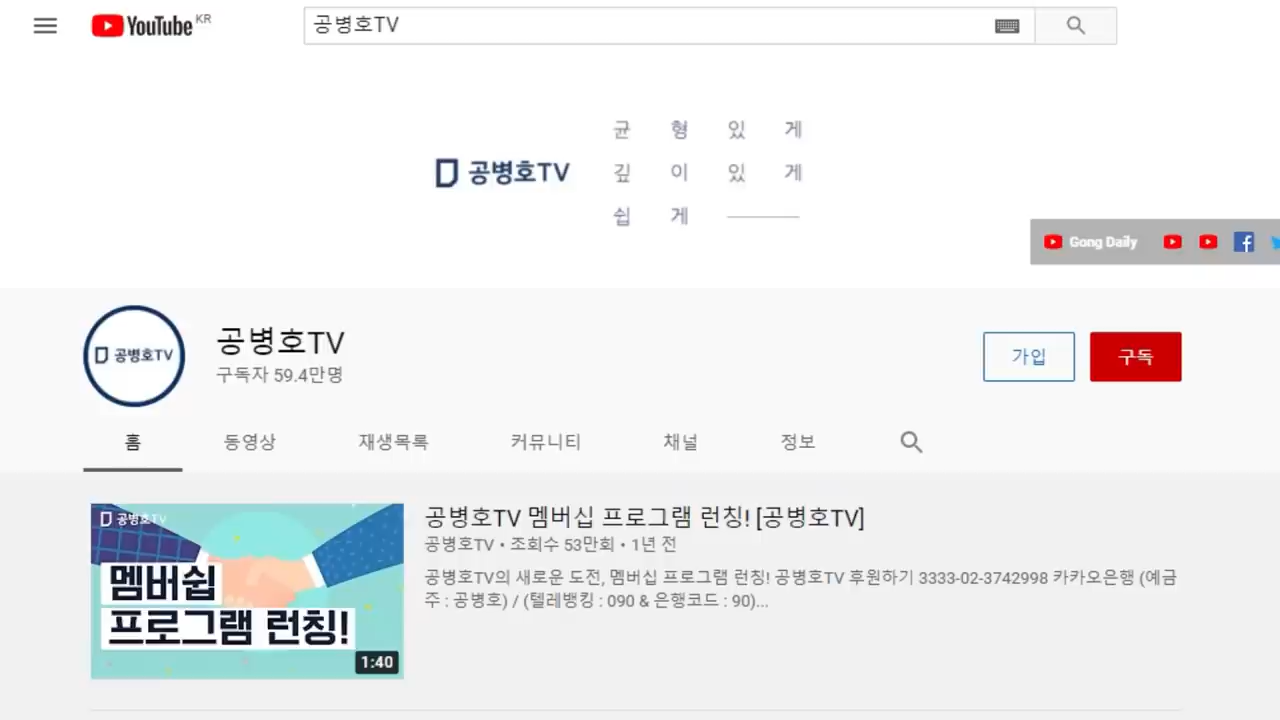 YouTube KR
공병호TV
균 형 있 게
공병호TV
깊 이 있 게
쉽 게
Gong Daily
공병호TV
공병호TV
구독자 59.4만명
가입
구독
홈
동영상
재생목록
커뮤니티
채널
정보
공병호TV
멤버쉽
프로그램 런칭!
1:40
공병호TV 멤버십 프로그램 런칭! [공병호TV]
공병호TV • 조회수 53만회 • 1년 전
공병호TV의 새로운 도전, 멤버십 프로그램 런칭! 공병호TV 후원하기 3333-02-3742998 카카오은행 (예금
주 : 공병호) / (텔레뱅킹 : 090 & 은행코드 : 90)...